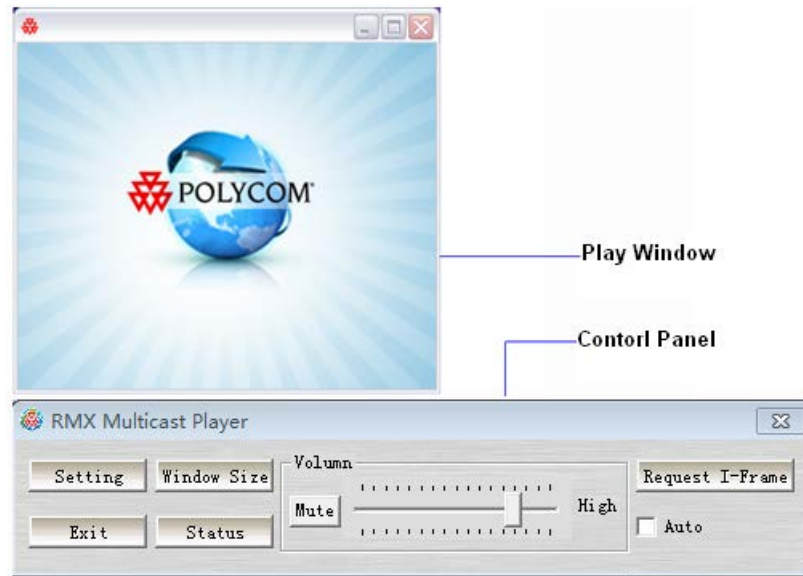 POLYCOM
Play Window
Contorl Panel
RMX Multicast Player
Setting
Window Size
Volumn
Mute
High
Request I-Frame
Exit
Status
Auto